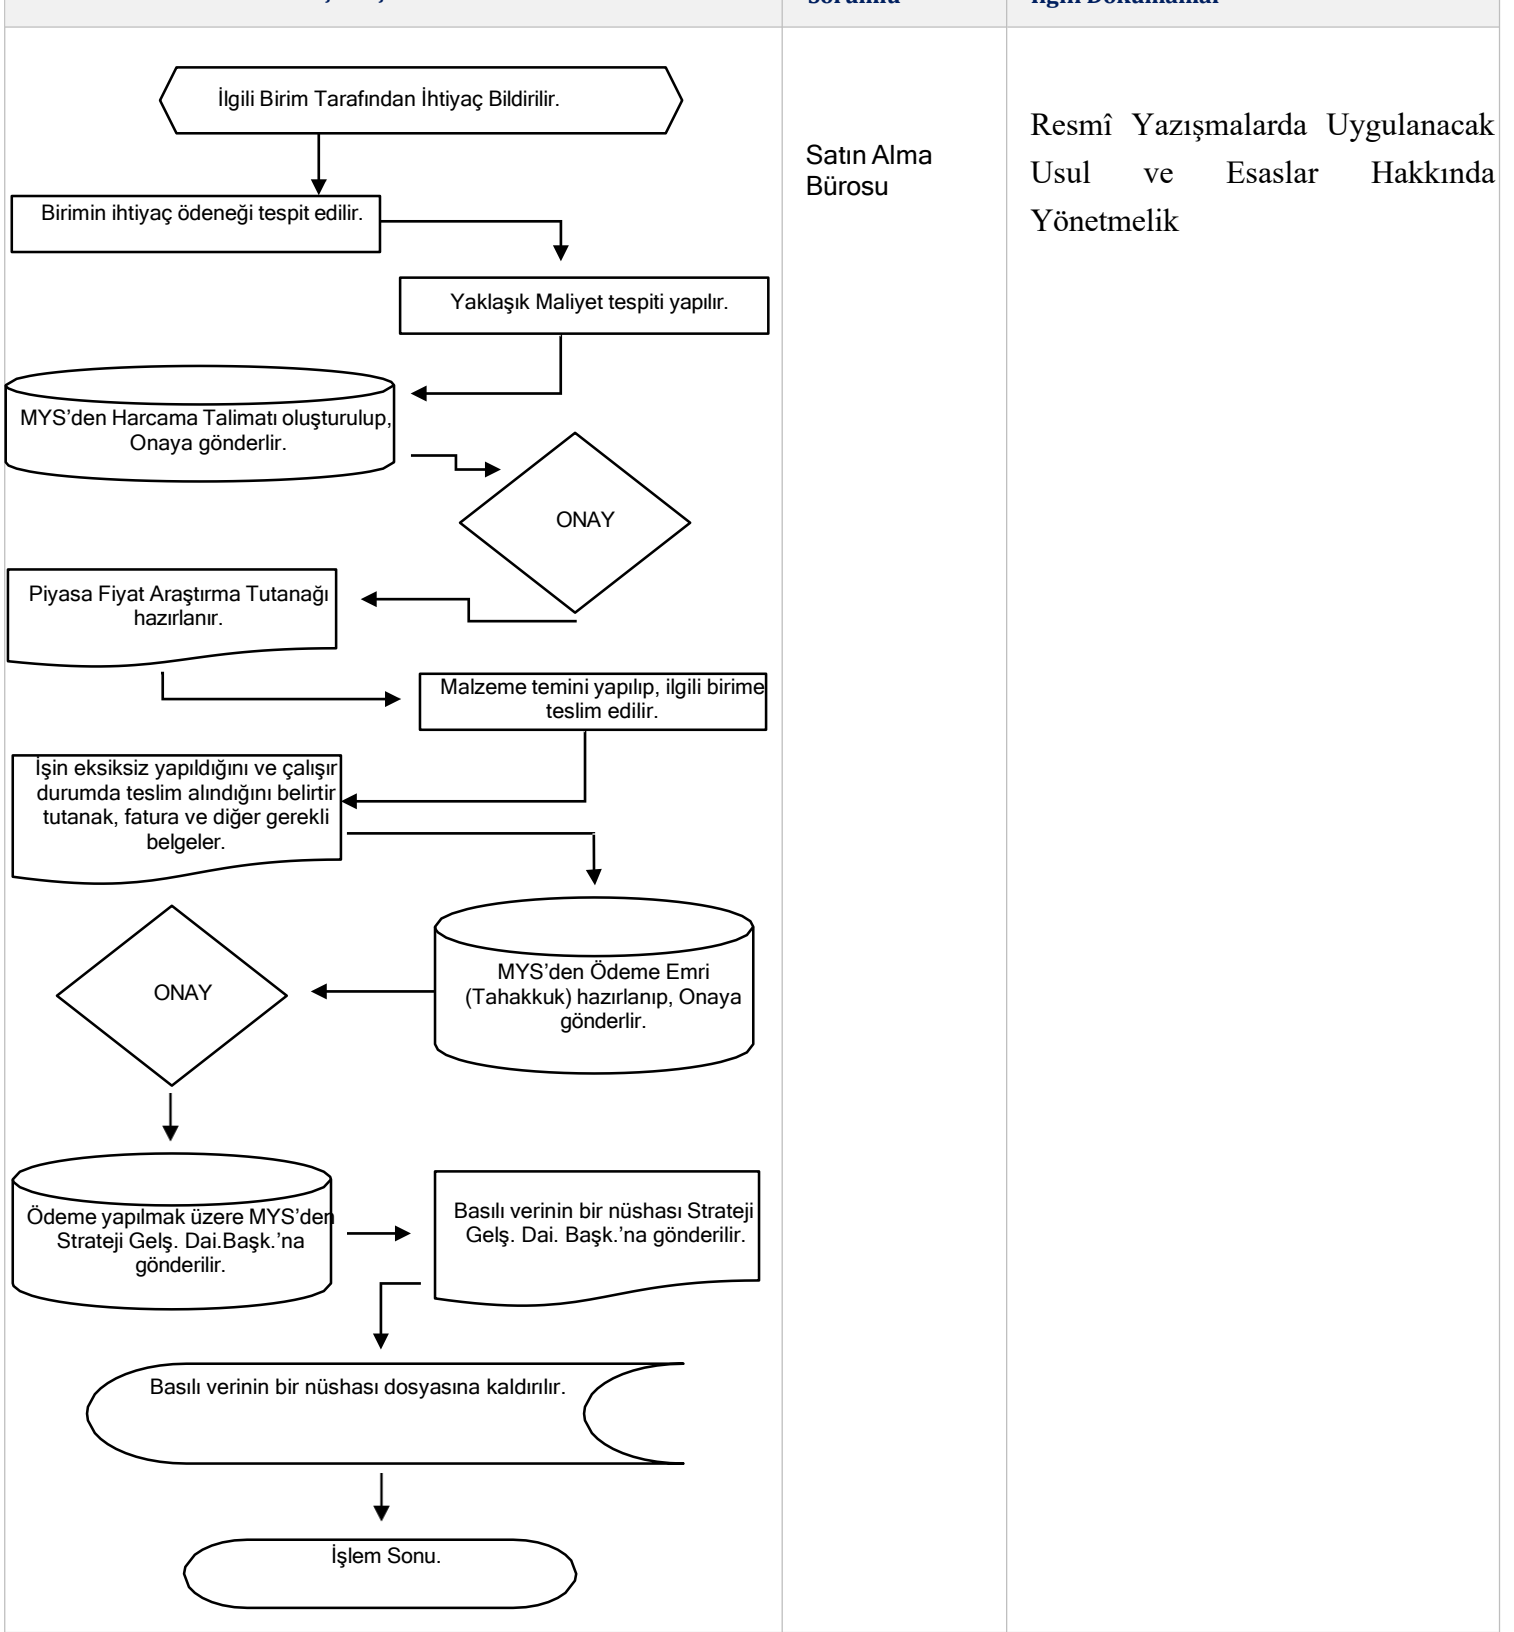 İlgili Birim Tarafından İhtiyaç Bildirilir.
Birimin ihtiyaç ödeneği tespit edilir.
Yaklaşık Maliyet tespiti yapılır.
MYS’den Harcama Talimatı oluşturulup,
Onaya gönderlir.
ONAY
Piyasa Fiyat Araştırma Tutanağı
hazırlanır.
Malzeme temini yapılıp, ilgili birime
teslim edilir.
İşin eksiksiz yapıldığını ve çalışır
durumda teslim alındığını belirtir
tutanak, fatura ve diğer gerekli
belgeler.
MYS’den Ödeme Emri
(Tahakkuk) hazırlanıp, Onaya
gönderlir.
ONAY
Ödeme yapılmak üzere MYS’den
Strateji Gelş. Dai.Başk.’na
gönderilir.
Basılı verinin bir nüshası Strateji
Gelş. Dai. Başk.’na gönderilir.
Basılı verinin bir nüshası dosyasına kaldırılır.
İşlem Sonu.
Satın Alma
Bürosu
Resmî Yazışmalarda Uygulanacak
Usul ve Esaslar Hakkında
Yönetmelik